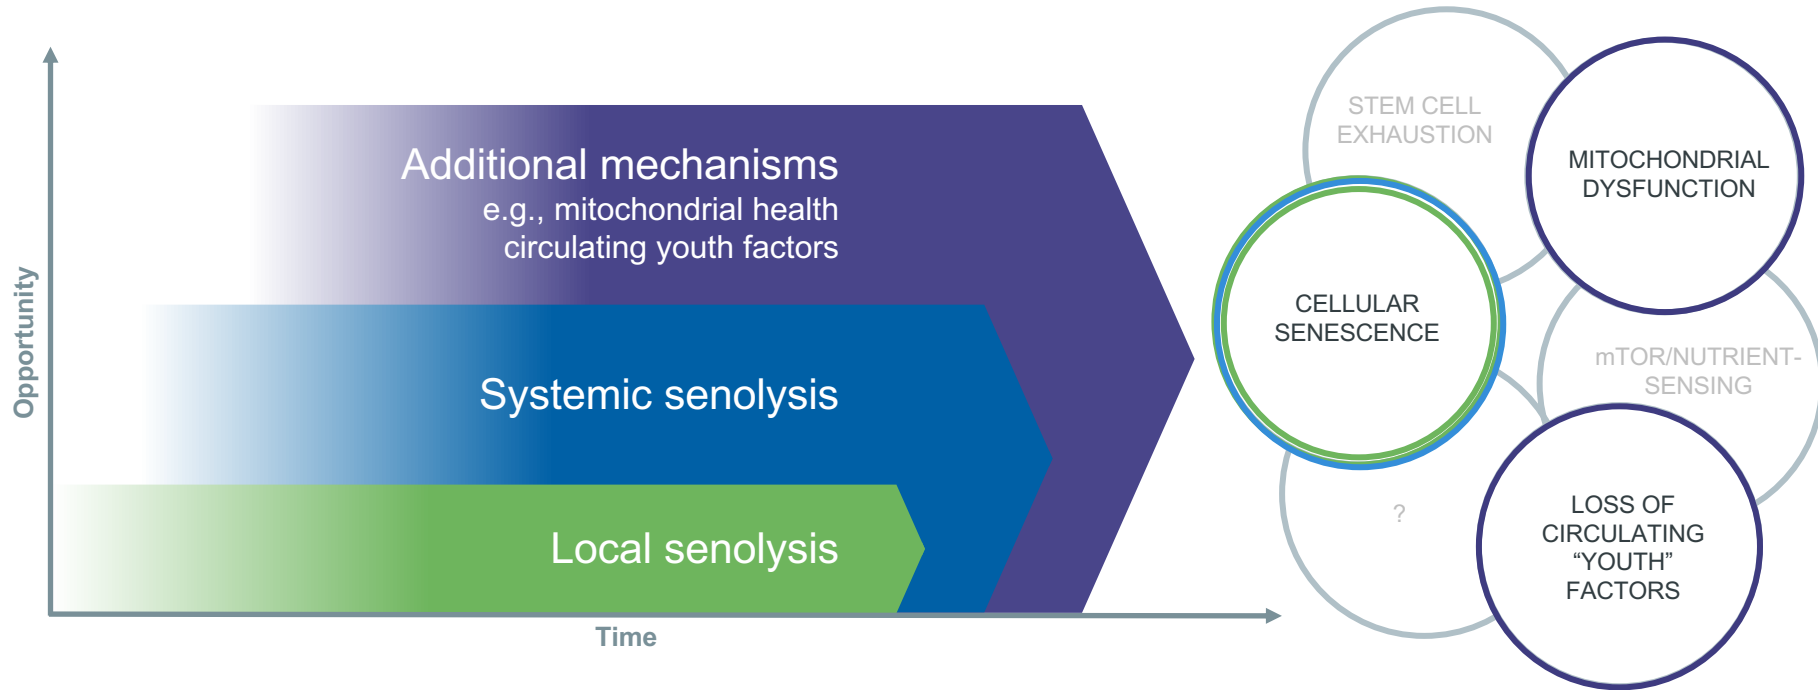 Opportunity
Additional mechanisms
e.g., mitochondrial health
circulating youth factors
Systemic senolysis
Local senolysis
Time
STEM CELL
EXHAUSTION
MITOCHONDRIAL
DYSFUNCTION
CELLULAR
SENESCENCE
mTOR/NUTRIENT-
SENSING
?
LOSS OF
CIRCULATING
“YOUTH”
FACTORS